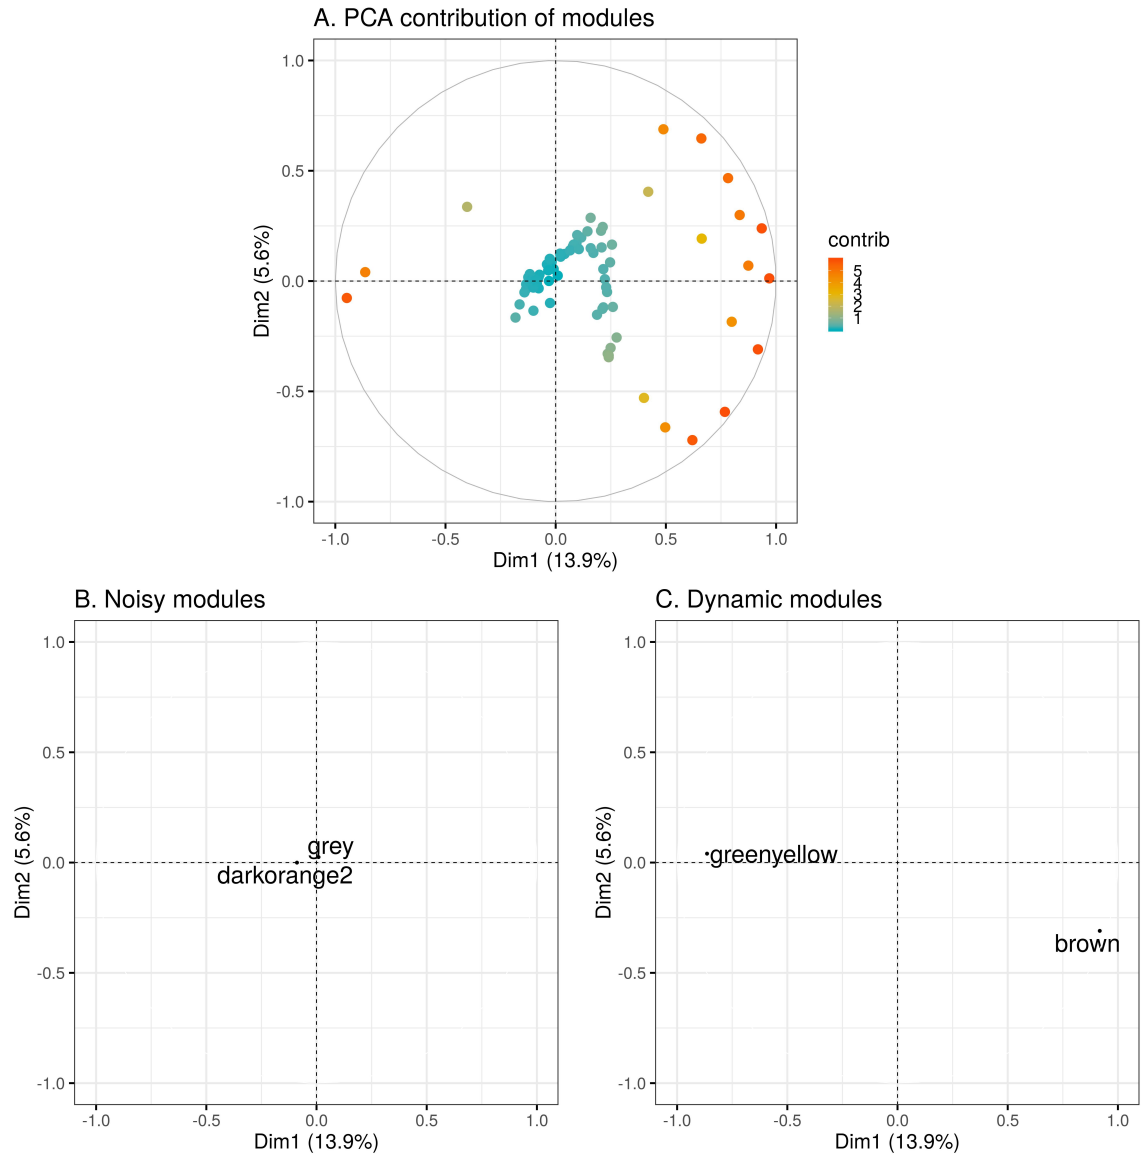 A. PCA contribution of modules
1.0
0.5
0.0
-0.5
-1.0
Dim2 (5.6%)
-1.0 -0.5 0.0 0.5 1.0
Dim1 (13.9%)
contrib
5
4
3
2
1
B. Noisy modules
1.0
0.5
0.0
-0.5
-1.0
Dim2 (5.6%)
grey
darkorange2
-1.0 -0.5 0.0 0.5 1.0
Dim1 (13.9%)
C. Dynamic modules
1.0
0.5
0.0
-0.5
-1.0
Dim2 (5.6%)
greenyellow
brown
-1.0 -0.5 0.0 0.5 1.0
Dim1 (13.9%)